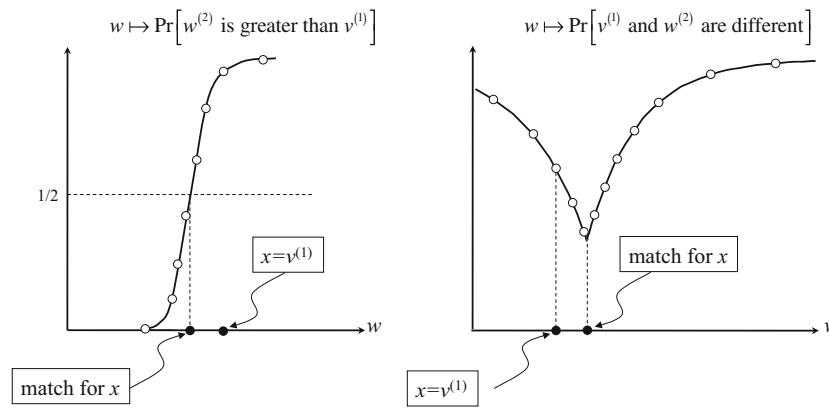 w ↦ Pr[w⁽²⁾ is greater than v⁽¹⁾]
1/2
x=v⁽¹⁾
w
match for x
w ↦ Pr[v⁽¹⁾ and w⁽²⁾ are different]
match for x
x=v⁽¹⁾